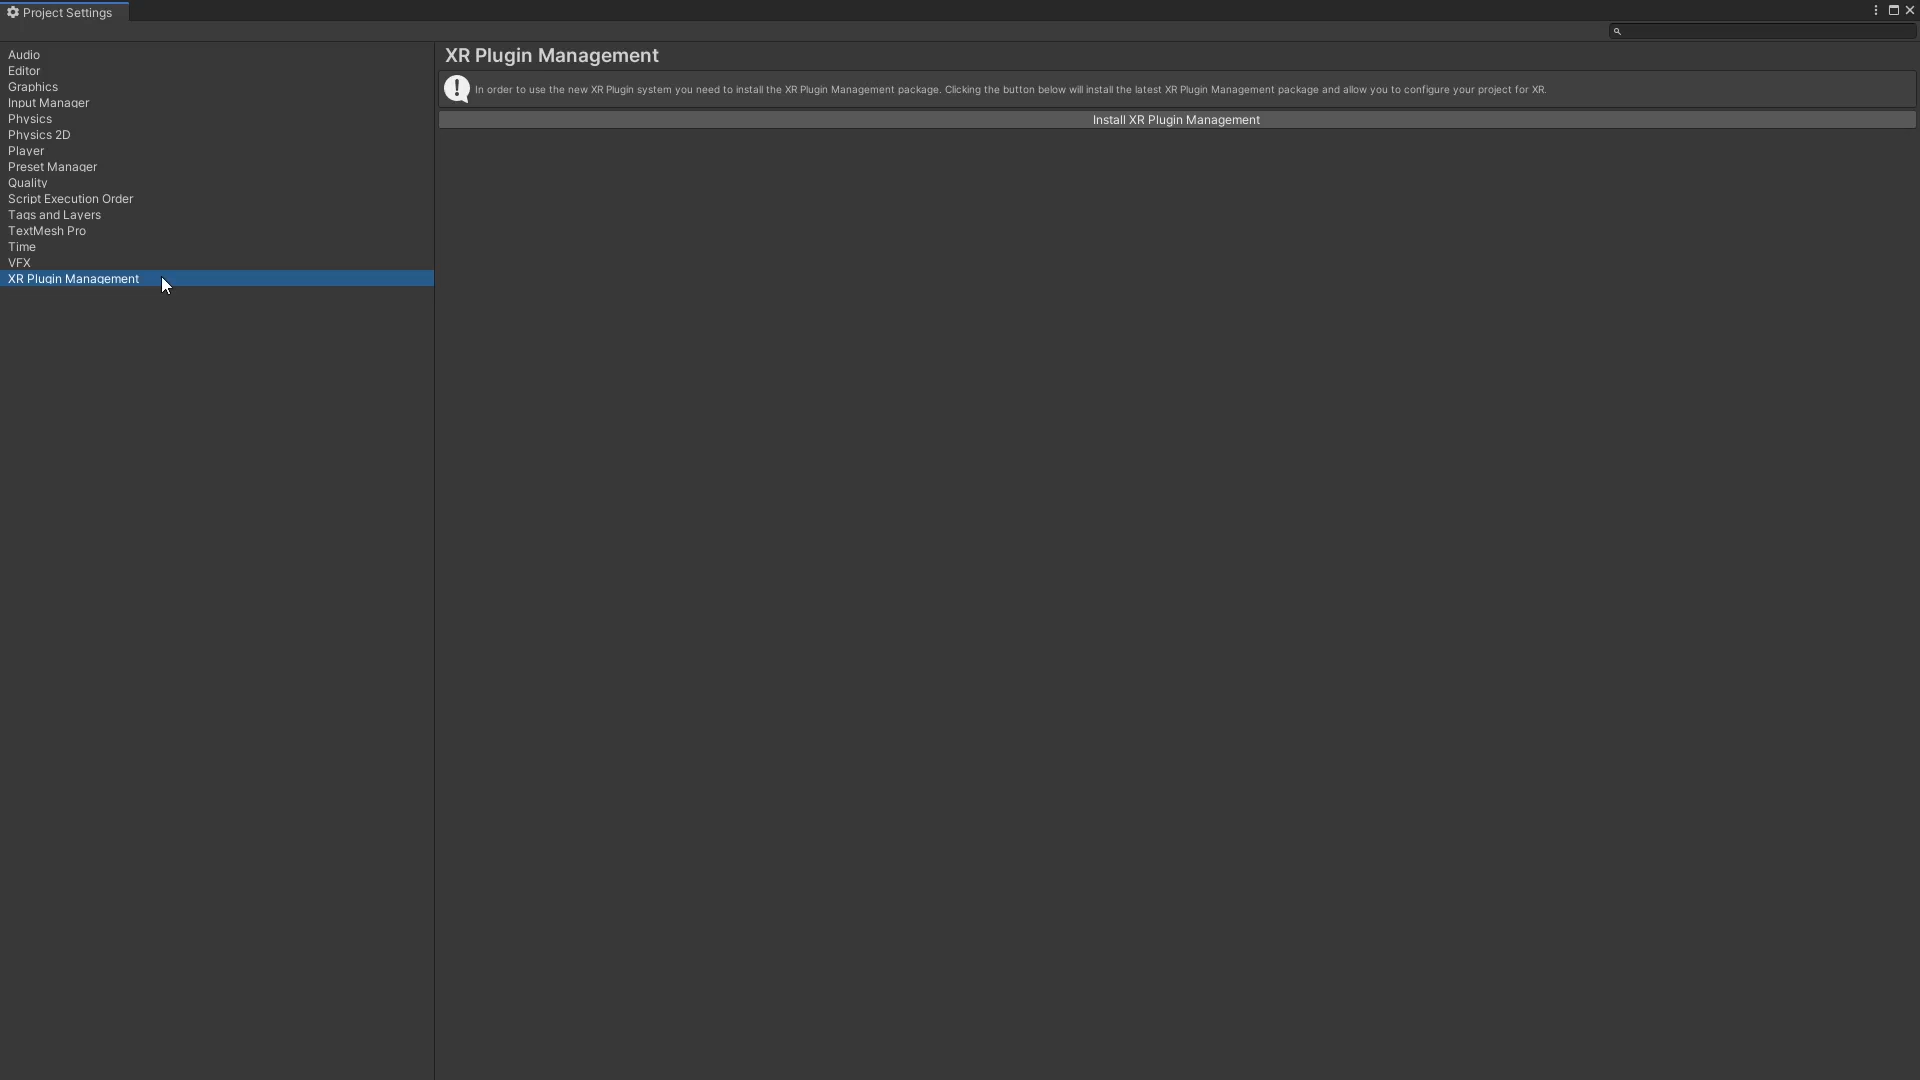 Project Settings
Audio
Editor
Graphics
Input Manager
Physics
Physics 2D
Player
Preset Manager
Quality
Script Execution Order
Tags and Layers
TextMesh Pro
Time
VFX
XR Plugin Management
XR Plugin Management
In order to use the new XR Plugin system you need to install the XR Plugin Management package. Clicking the button below will install the latest XR Plugin Management package and allow you to configure your project for XR.
Install XR Plugin Management